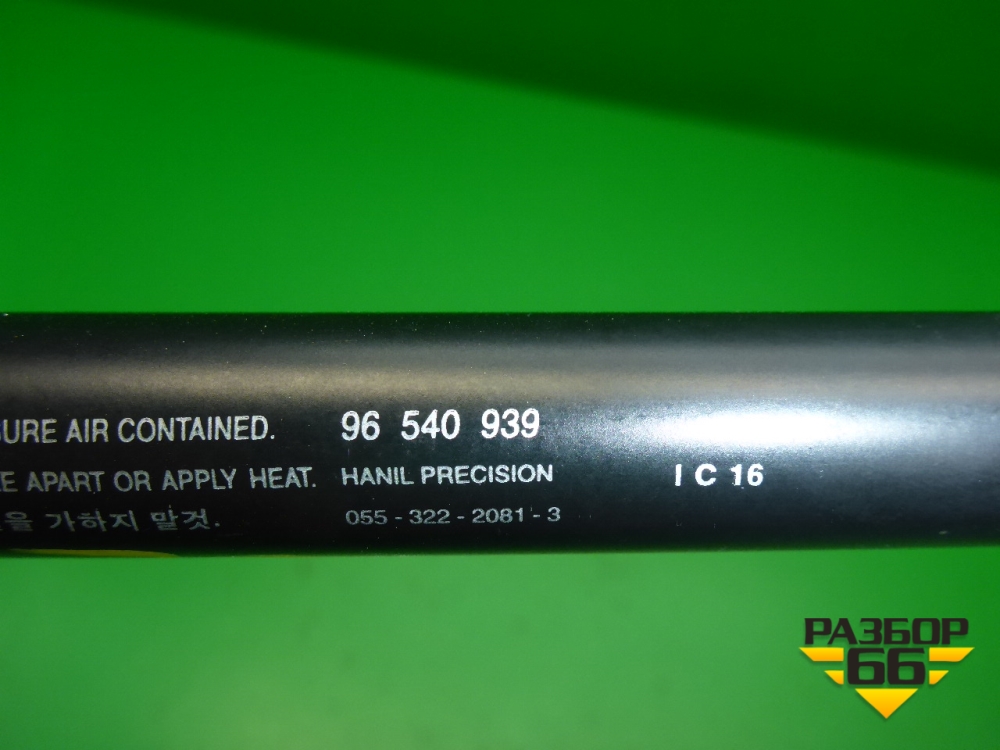 SURE AIR CONTAINED. 96 540 939
E APART OR APPLY HEAT. HANIL PRECISION I C 16
을 가하지 말것. 055 - 322 - 2081 - 3
РАЗБОР
66